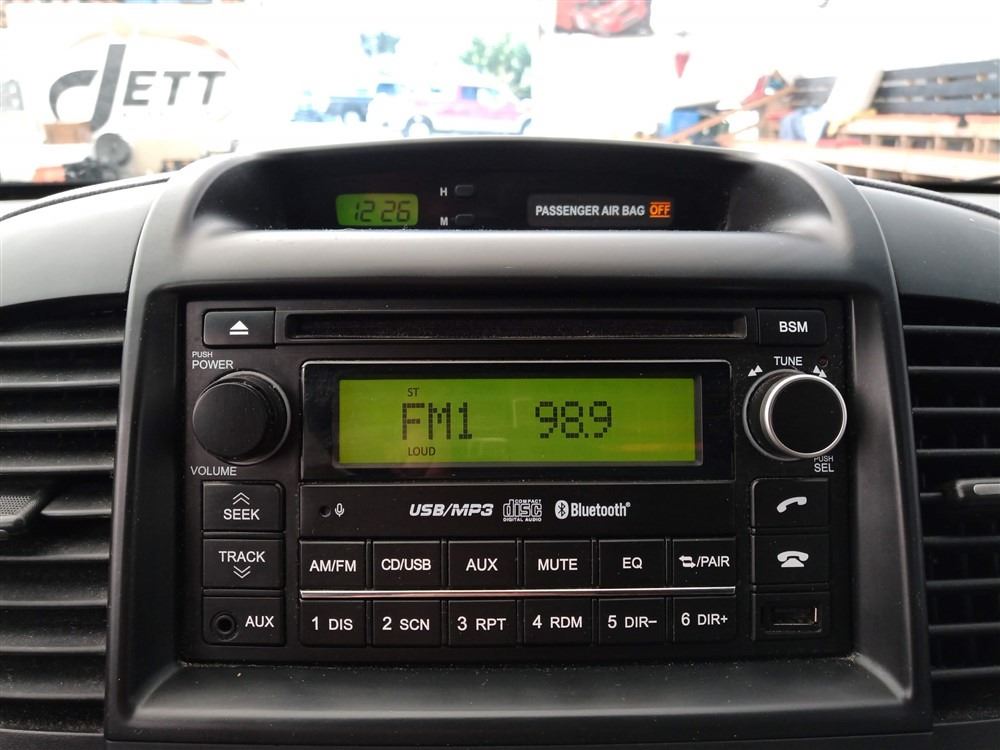 JETT
12:26
H
M
PASSENGER AIR BAG OFF
BSM
PUSH
POWER
TUNE
ST
FM1 98.9
LOUD
VOLUME
PUSH
SEL
SEEK
USB/MP3 COMPACT disc DIGITAL AUDIO Bluetooth®
TRACK
AM/FM CD/USB AUX MUTE EQ /PAIR
AUX
1 DIS 2 SCN 3 RPT 4 RDM 5 DIR- 6 DIR+